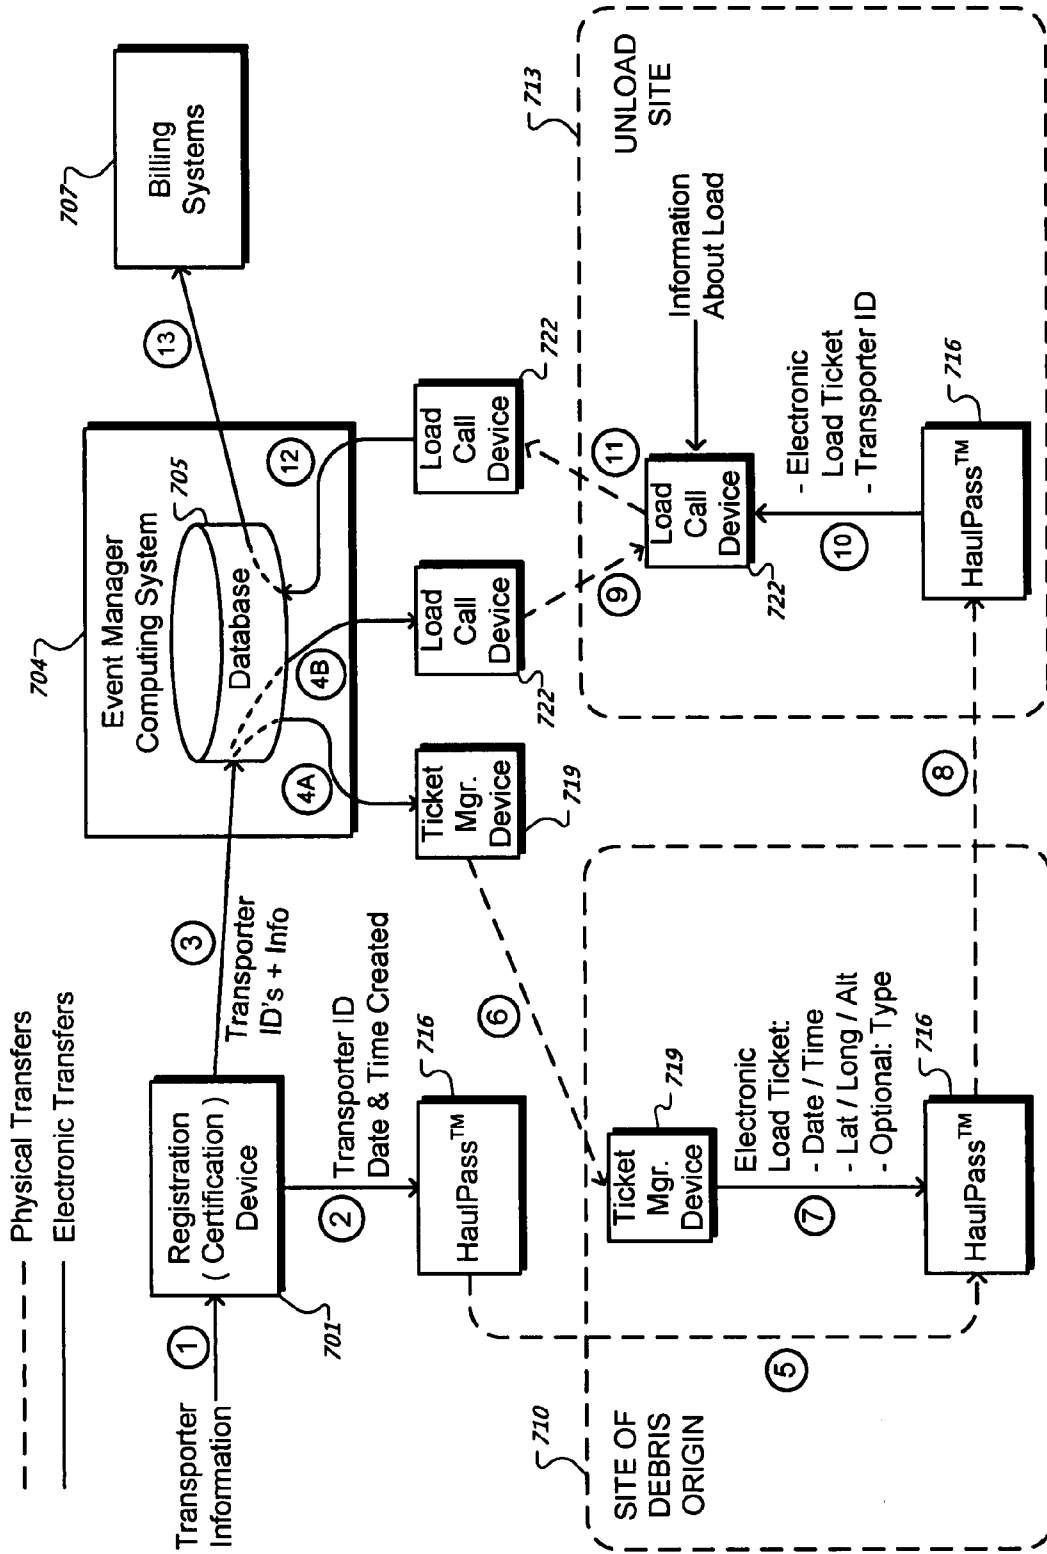 Physical Transfers
Electronic Transfers
Transporter
Information
1
701
Registration
( Certification )
Device
2
Transporter ID
Date & Time Created
716
HaulPass™
3
Transporter
ID's + Info
704
Event Manager
Computing System
705
Database
4A
4B
12
13
707
Billing
Systems
Ticket
Mgr.
Device
719
Load
Call
Device
722
Load
Call
Device
722
5
6
710
SITE OF
DEBRIS
ORIGIN
Ticket
Mgr.
Device
719
7
Electronic
Load Ticket:
- Date / Time
- Lat / Long / Alt
- Optional: Type
716
HaulPass™
8
9
11
713
UNLOAD
SITE
Load
Call
Device
722
Information
About Load
10
- Electronic
Load Ticket
- Transporter ID
716
HaulPass™